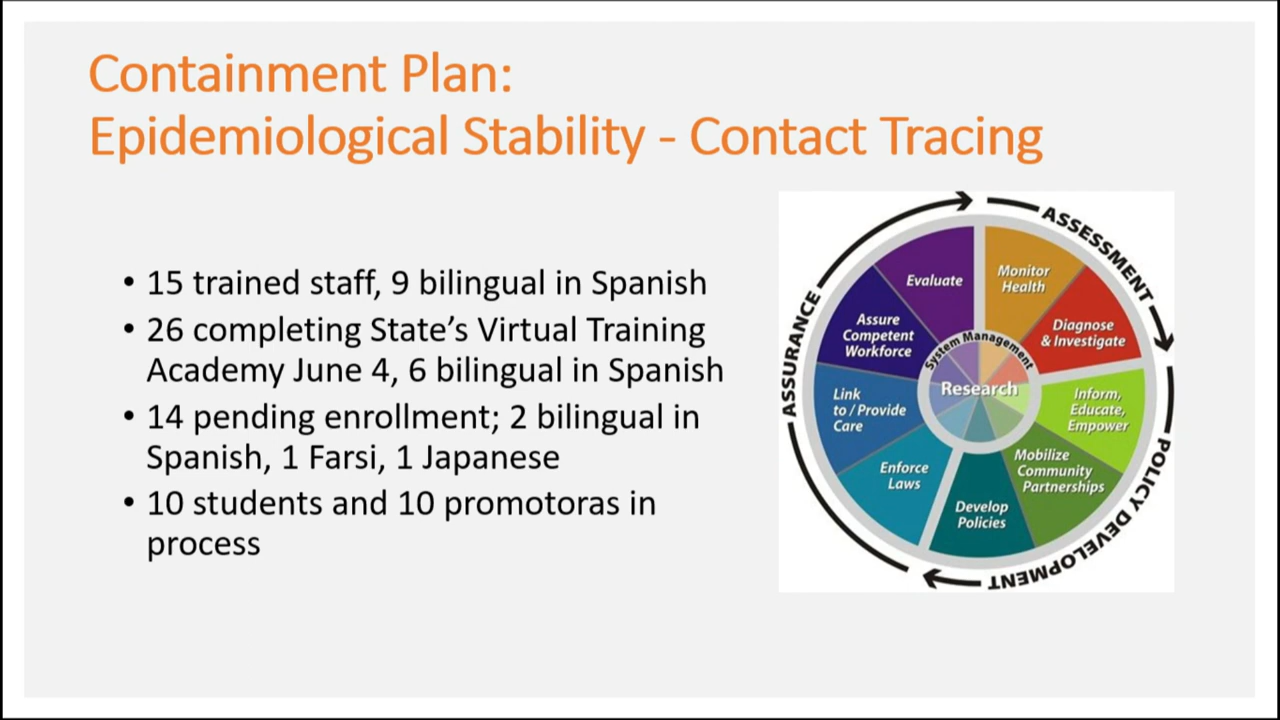 Containment Plan:
Epidemiological Stability - Contact Tracing
• 15 trained staff, 9 bilingual in Spanish
• 26 completing State’s Virtual Training
Academy June 4, 6 bilingual in Spanish
• 14 pending enrollment; 2 bilingual in
Spanish, 1 Farsi, 1 Japanese
• 10 students and 10 promotoras in
process
ASSESSMENT
POLICY DEVELOPMENT
ASSURANCE
Monitor
Health
Diagnose
& Investigate
Inform,
Educate,
Empower
Mobilize
Community
Partnerships
Develop
Policies
Enforce
Laws
Link
to / Provide
Care
Assure
Competent
Workforce
Evaluate
System Management
Research